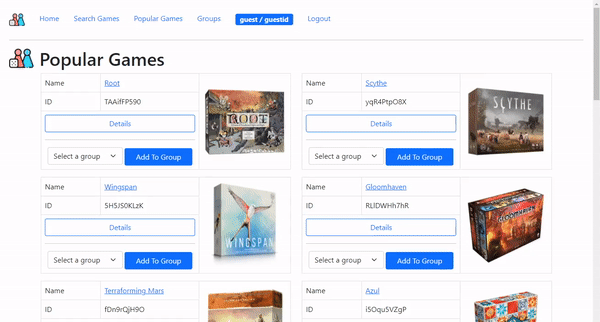 Home Search Games Popular Games Groups guest / guestid Logout
Popular Games
Name Root
ID TAAifFP590
Details
Select a group Add To Group
ROOT
Name Scythe
ID yqR4PtpO8X
Details
Select a group Add To Group
SCYTHE
Name Wingspan
ID 5H5JS0KLzK
Details
Select a group Add To Group
WINGSPAN
Name Gloomhaven
ID RLlDWHh7hR
Details
Select a group Add To Group
GLOOMHAVEN
Name Terraforming Mars
ID fDn9rQjH9O
Name Azul
ID i5Oqu5VZgP